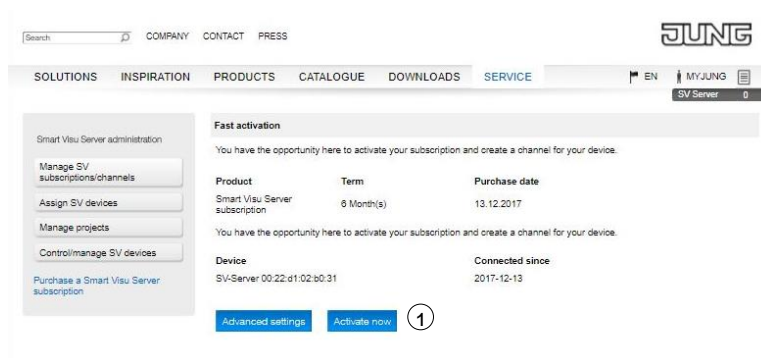 Search
COMPANY CONTACT PRESS
JUNG
SOLUTIONS INSPIRATION PRODUCTS CATALOGUE DOWNLOADS SERVICE
EN MYJUNG
SV Server 0
Smart Visu Server administration
Manage SV
subscriptions/channels
Assign SV devices
Manage projects
Control/manage SV devices
Purchase a Smart Visu Server
subscription
Fast activation
You have the opportunity here to activate your subscription and create a channel for your device.
Product Term Purchase date
Smart Visu Server
subscription
6 Month(s) 13.12.2017
You have the opportunity here to activate your subscription and create a channel for your device.
Device Connected since
SV-Server 00:22:d1:02:b0:31 2017-12-13
Advanced settings Activate now 1